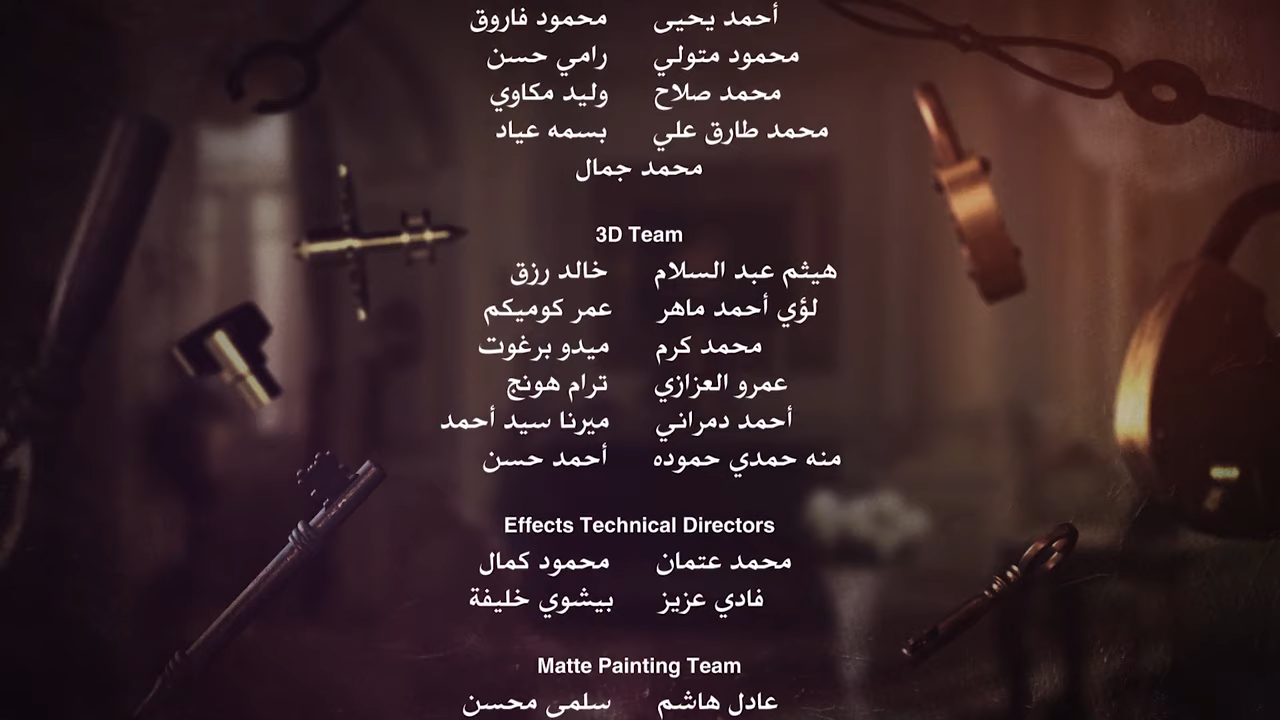 أحمد يحيى محمود فاروق
محمود متولي رامي حسن
محمد صلاح وليد مكاوي
محمد طارق علي بسمه عياد
محمد جمال
3D Team
هيثم عبد السلام خالد رزق
لؤي أحمد ماهر عمر كوميكم
محمد كرم ميدو برغوت
عمرو العزازي ترام هونج
أحمد دمراني ميرنا سيد أحمد
منه حمدي حموده أحمد حسن
Effects Technical Directors
محمد عتمان محمود كمال
فادي عزيز بيشوي خليفة
Matte Painting Team
عادل هاشم سلمى محسن